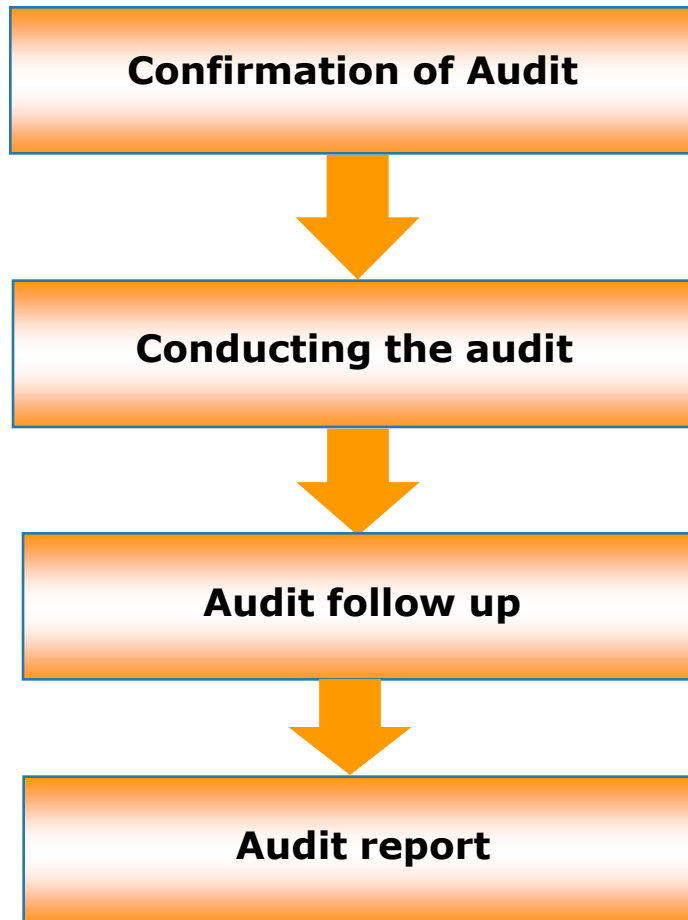 Confirmation of Audit
Conducting the audit
Audit follow up
Audit report